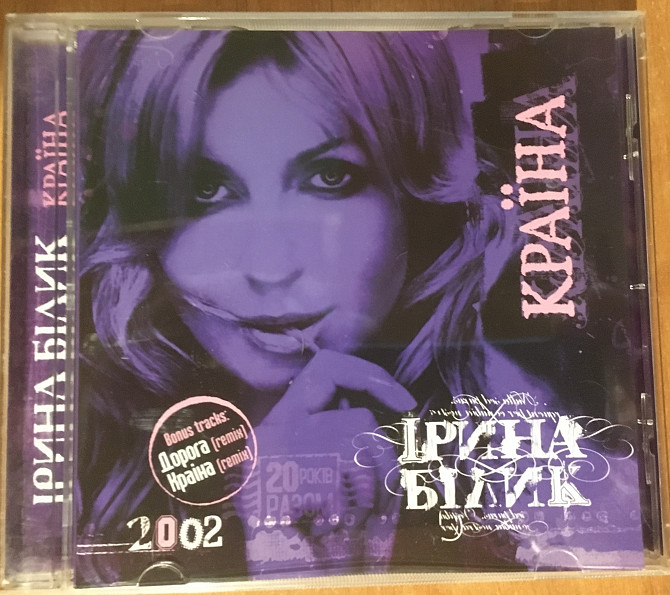 ІРИНА БІЛИК КРАЇНА
КРАЇНА
Bonus tracks:
Дорога (remix)
Країна (remix)
20 РОКІВ
РАЗОМ
2002
ІРИНА
БІЛИК